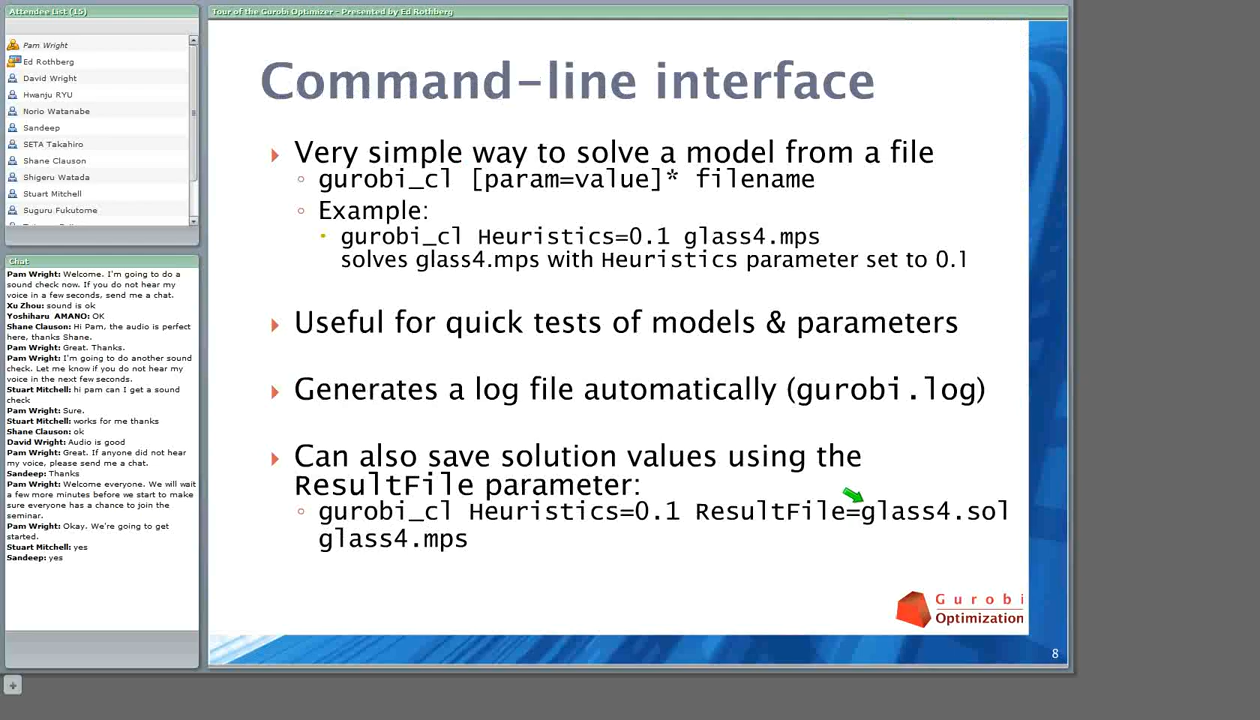 Attendee List (15)
Pam Wright
Ed Rothberg
David Wright
Hwanju RYU
Norio Watanabe
Sandeep
SETA Takahiro
Shane Clauson
Shigeru Watada
Stuart Mitchell
Suguru Fukutome
Chat
Pam Wright: Welcome. I'm going to do a
sound check now. If you do not hear my
voice in a few seconds, send me a chat.
Xu Zhou: sound is ok
Yoshiharu AMANO: OK
Shane Clauson: Hi Pam, the audio is perfect
here, thanks Shane.
Pam Wright: Great. Thanks.
Pam Wright: I'm going to do another sound
check. Let me know if you do not hear my
voice in the next few seconds.
Stuart Mitchell: hi pam can I get a sound
check
Pam Wright: Sure.
Stuart Mitchell: works for me thanks
Shane Clauson: ok
David Wright: Audio is good
Pam Wright: Great. If anyone did not hear
my voice, please send me a chat.
Sandeep: Thanks
Pam Wright: Welcome everyone. We will wait
a few more minutes before we start to make
sure everyone has a chance to join the
seminar.
Pam Wright: Okay. We're going to get
started.
Stuart Mitchell: yes
Sandeep: yes
Tour of the Gurobi Optimizer - Presented by Ed Rothberg
Command-line interface
Very simple way to solve a model from a file
gurobi_cl [param=value]* filename
Example:
gurobi_cl Heuristics=0.1 glass4.mps
solves glass4.mps with Heuristics parameter set to 0.1
Useful for quick tests of models & parameters
Generates a log file automatically (gurobi.log)
Can also save solution values using the
ResultFile parameter:
gurobi_cl Heuristics=0.1 ResultFile=glass4.sol
glass4.mps
Gurobi
Optimization
8